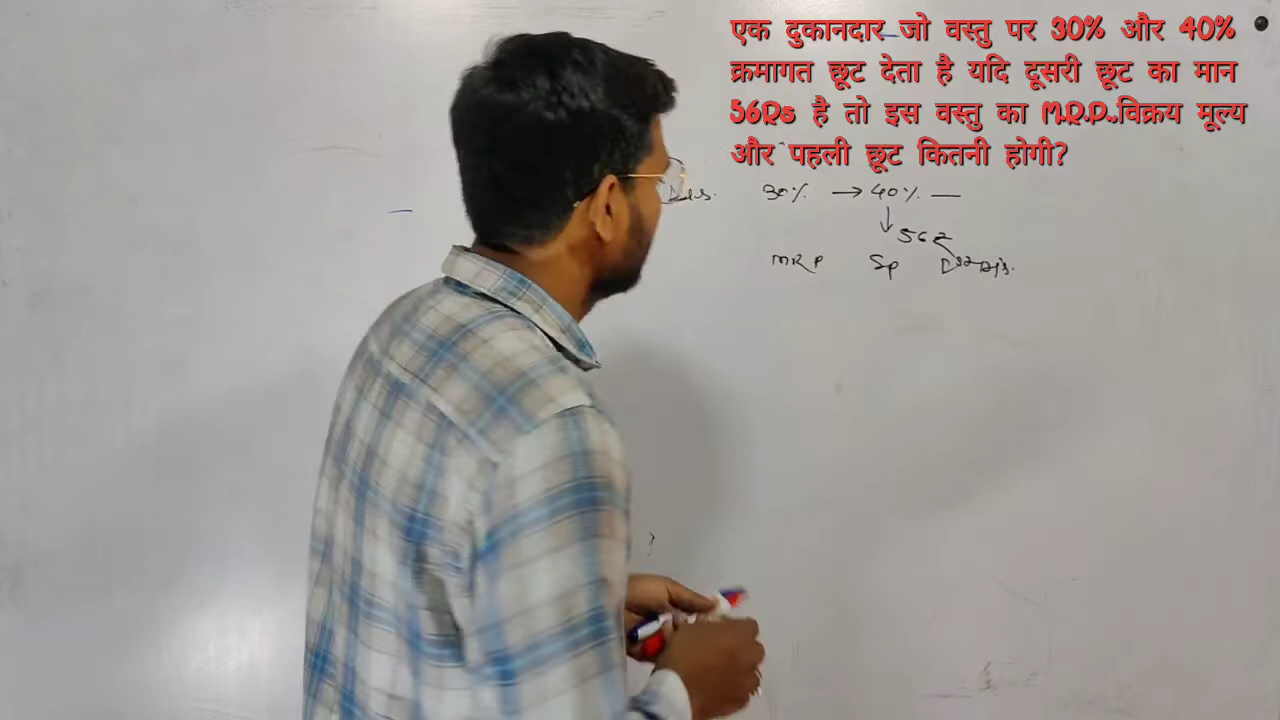 एक दुकानदार जो वस्तु पर 30% और 40%
क्रमागत छूट देता है यदि दूसरी छूट का मान
56Rs है तो इस वस्तु का M.R.P..विक्रय मूल्य
और पहली छूट कितनी होगी?
30% → 40% —
↓ 56₹
MRP SP